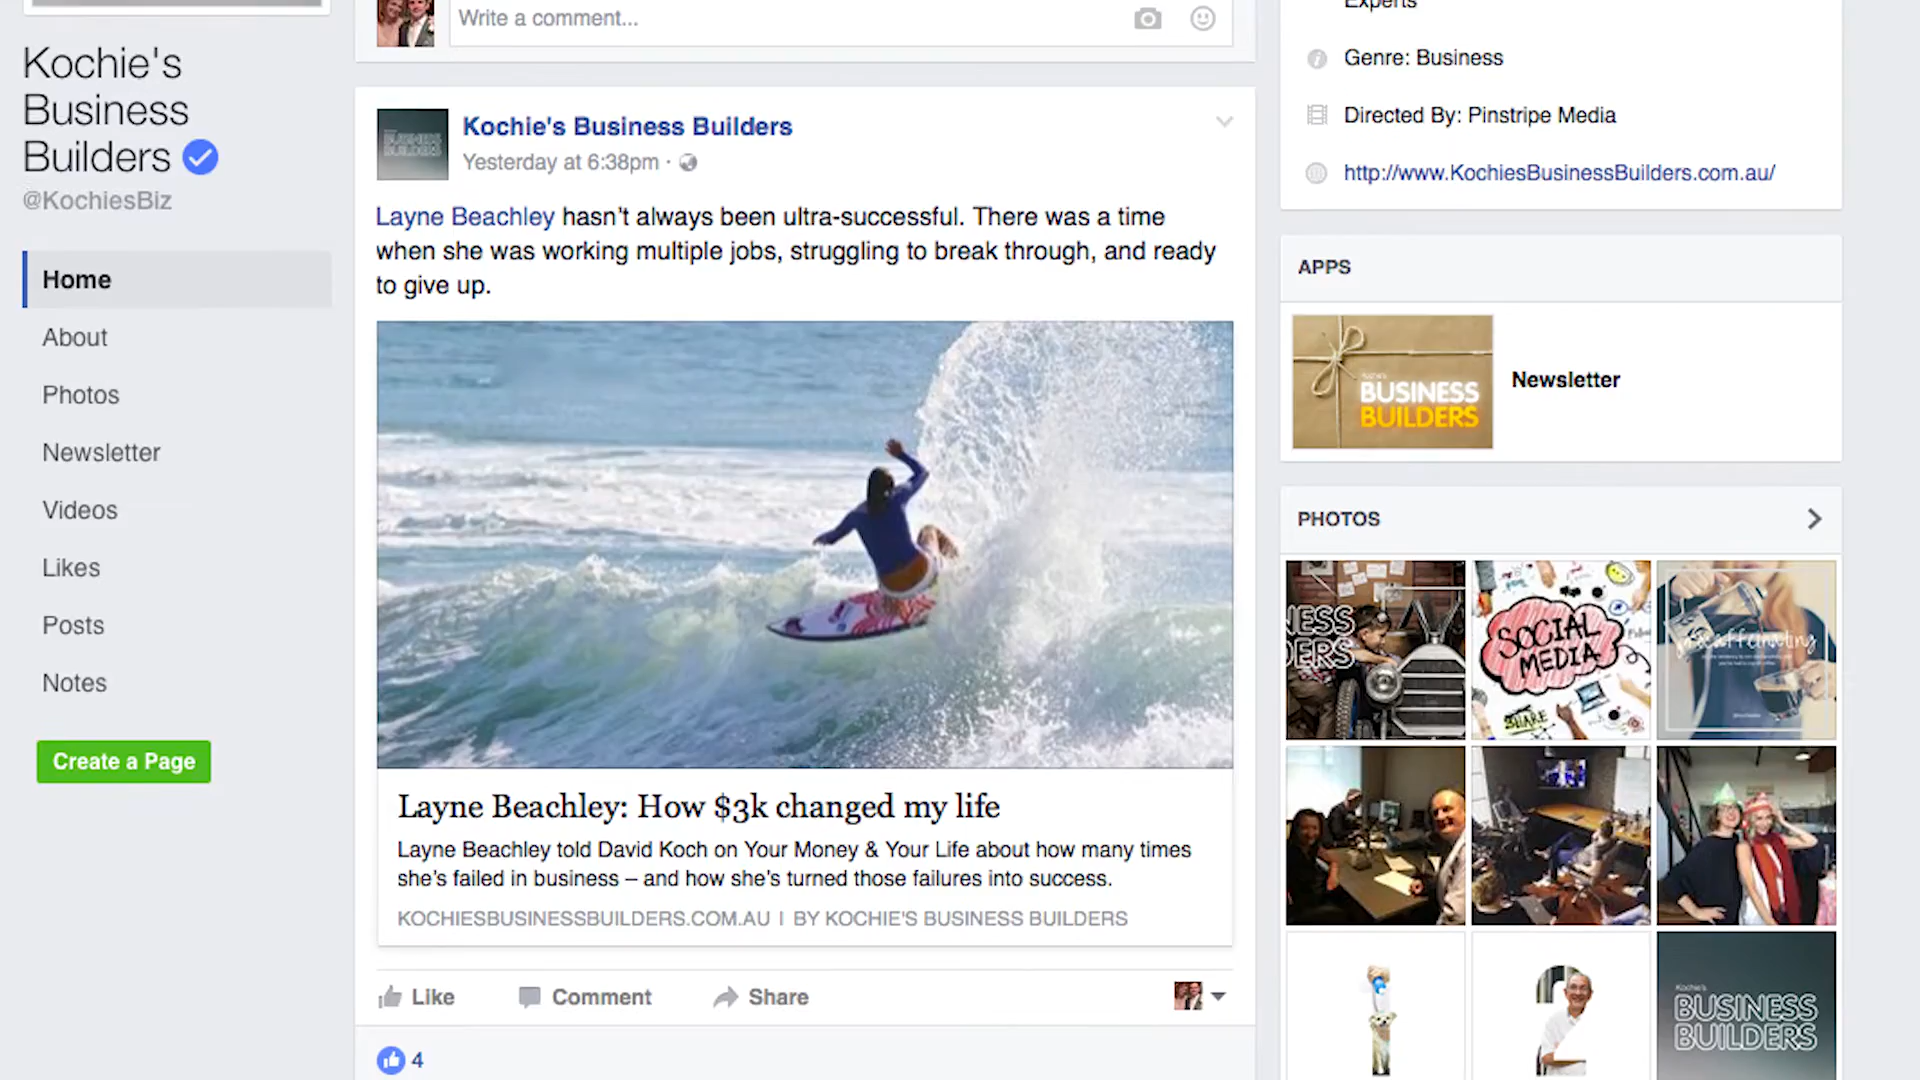 Kochie's
Business
Builders
@KochiesBiz
Home
About
Photos
Newsletter
Videos
Likes
Posts
Notes
Create a Page
Write a comment...
Kochie's Business Builders
Yesterday at 6:38pm ·
Layne Beachley hasn't always been ultra-successful. There was a time
when she was working multiple jobs, struggling to break through, and ready
to give up.
Layne Beachley: How $3k changed my life
Layne Beachley told David Koch on Your Money & Your Life about how many times
she's failed in business – and how she's turned those failures into success.
KOCHIESBUSINESSBUILDERS.COM.AU | BY KOCHIE'S BUSINESS BUILDERS
Like
Comment
Share
4
Experts
Genre: Business
Directed By: Pinstripe Media
http://www.KochiesBusinessBuilders.com.au/
APPS
BUSINESS
BUILDERS
Newsletter
PHOTOS
NESS
DERS
SOCIAL
MEDIA
SHARE
Kochie's
BUSINESS
BUILDERS